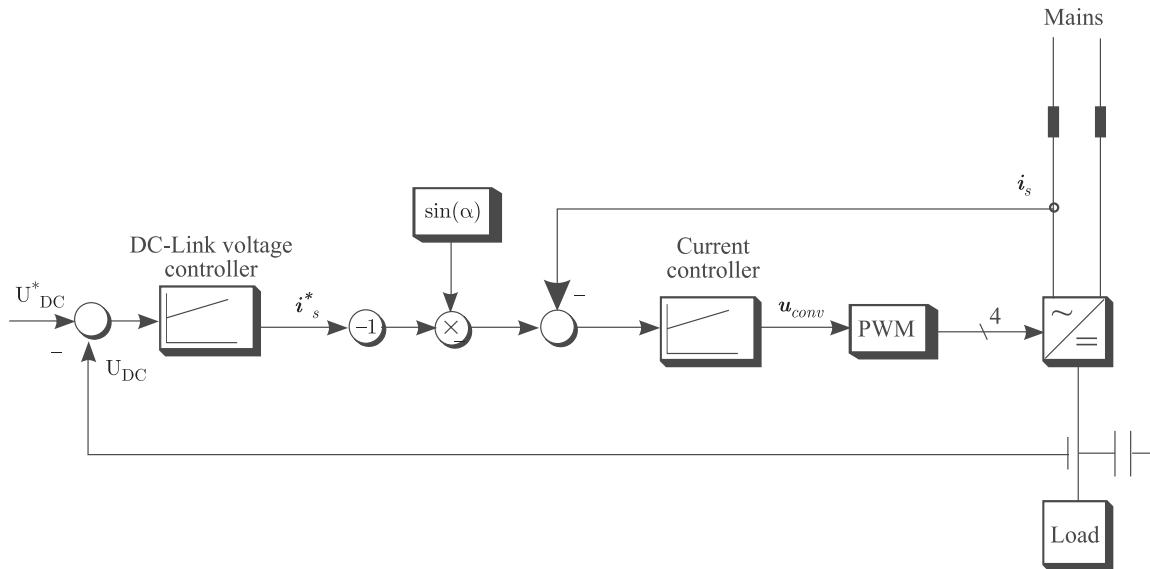 Mains
i_s
sin(α)
DC-Link voltage
controller
Current
controller
U*_DC
i*_s
−1
×
−
−
u_conv
PWM
4
~
=
−
U_DC
Load